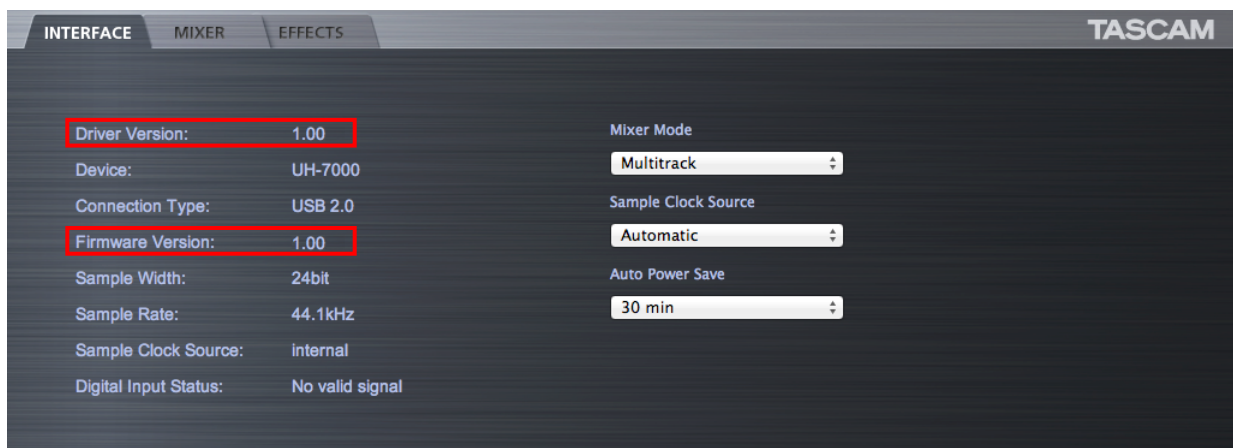 INTERFACE MIXER EFFECTS TASCAM
Driver Version: 1.00
Device: UH-7000
Connection Type: USB 2.0
Firmware Version: 1.00
Sample Width: 24bit
Sample Rate: 44.1kHz
Sample Clock Source: internal
Digital Input Status: No valid signal
Mixer Mode
Multitrack
Sample Clock Source
Automatic
Auto Power Save
30 min